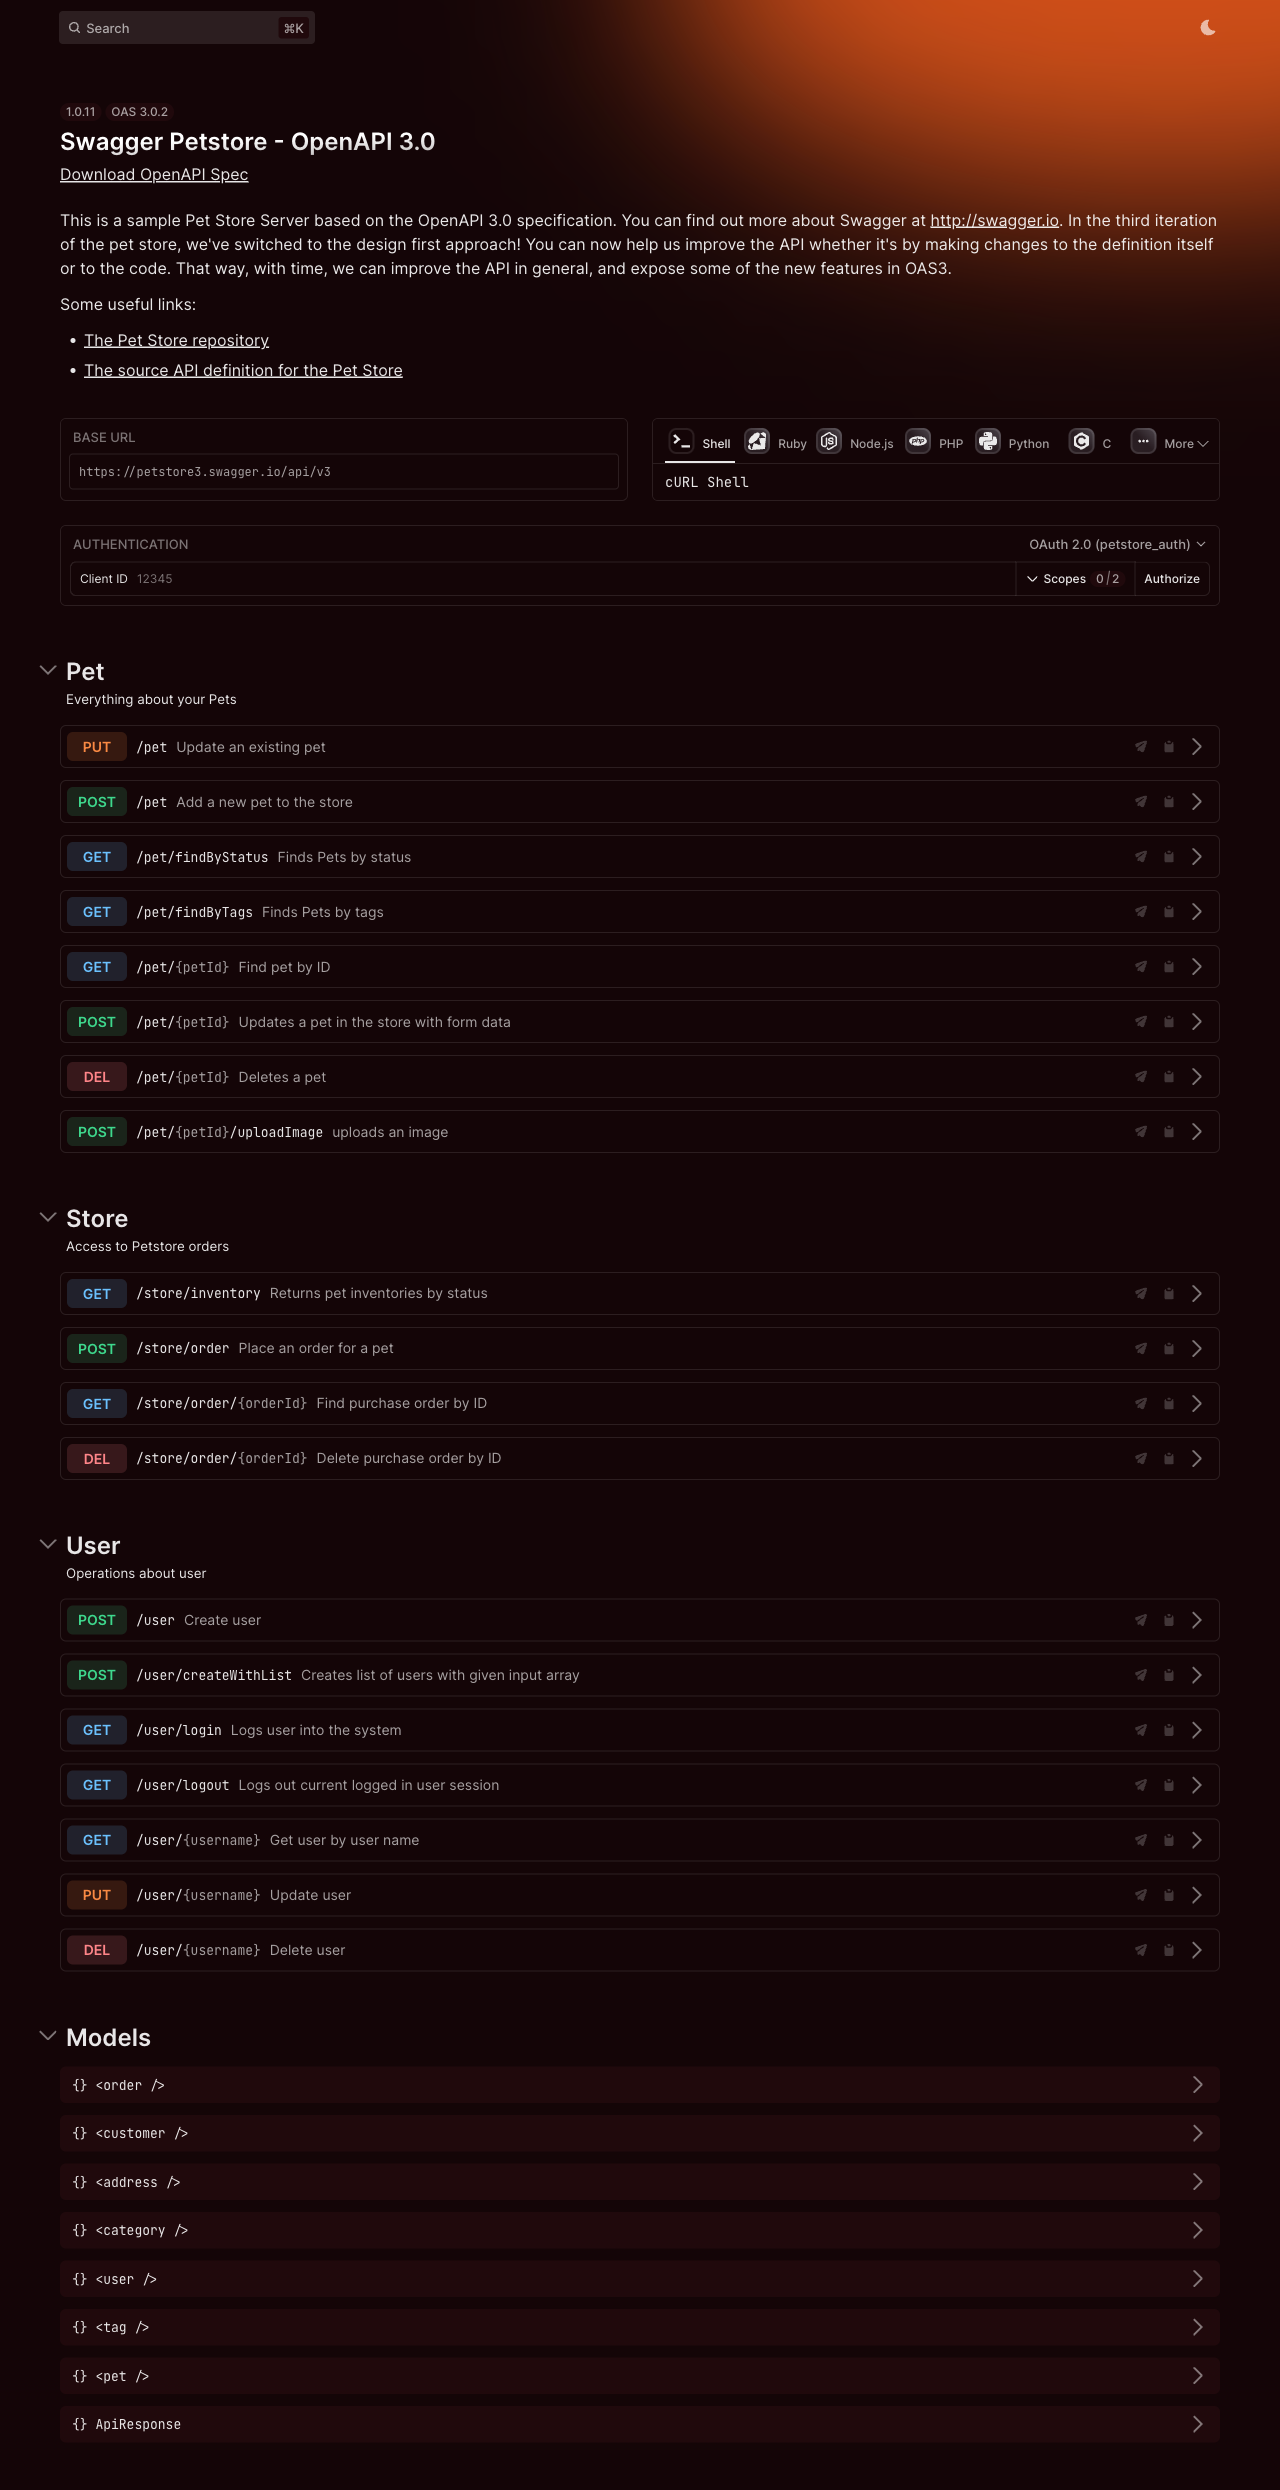 Search ⌘K
1.0.11 OAS 3.0.2
Swagger Petstore - OpenAPI 3.0
Download OpenAPI Spec
This is a sample Pet Store Server based on the OpenAPI 3.0 specification. You can find out more about Swagger at http://swagger.io. In the third iteration
of the pet store, we've switched to the design first approach! You can now help us improve the API whether it's by making changes to the definition itself
or to the code. That way, with time, we can improve the API in general, and expose some of the new features in OAS3.
Some useful links:
• The Pet Store repository
• The source API definition for the Pet Store
BASE URL
https://petstore3.swagger.io/api/v3
Shell Ruby Node.js PHP Python C More
cURL Shell
AUTHENTICATION OAuth 2.0 (petstore_auth)
Client ID 12345 Scopes 0/2 Authorize
Pet
Everything about your Pets
PUT /pet Update an existing pet
POST /pet Add a new pet to the store
GET /pet/findByStatus Finds Pets by status
GET /pet/findByTags Finds Pets by tags
GET /pet/{petId} Find pet by ID
POST /pet/{petId} Updates a pet in the store with form data
DEL /pet/{petId} Deletes a pet
POST /pet/{petId}/uploadImage uploads an image
Store
Access to Petstore orders
GET /store/inventory Returns pet inventories by status
POST /store/order Place an order for a pet
GET /store/order/{orderId} Find purchase order by ID
DEL /store/order/{orderId} Delete purchase order by ID
User
Operations about user
POST /user Create user
POST /user/createWithList Creates list of users with given input array
GET /user/login Logs user into the system
GET /user/logout Logs out current logged in user session
GET /user/{username} Get user by user name
PUT /user/{username} Update user
DEL /user/{username} Delete user
Models
{} <order />
{} <customer />
{} <address />
{} <category />
{} <user />
{} <tag />
{} <pet />
{} ApiResponse